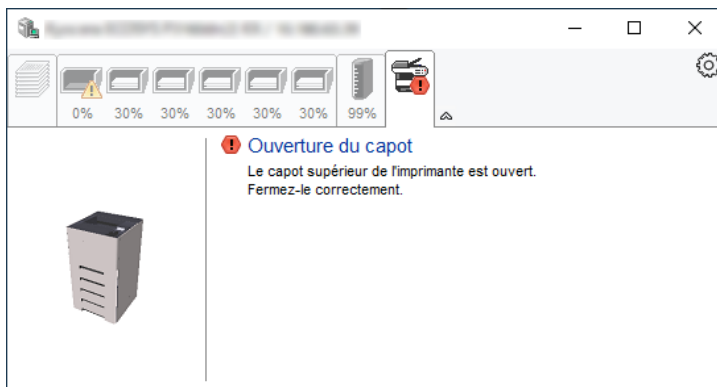 0% 30% 30% 30% 30% 30% 99%
Ouverture du capot
Le capot supérieur de l'imprimante est ouvert.
Fermez-le correctement.